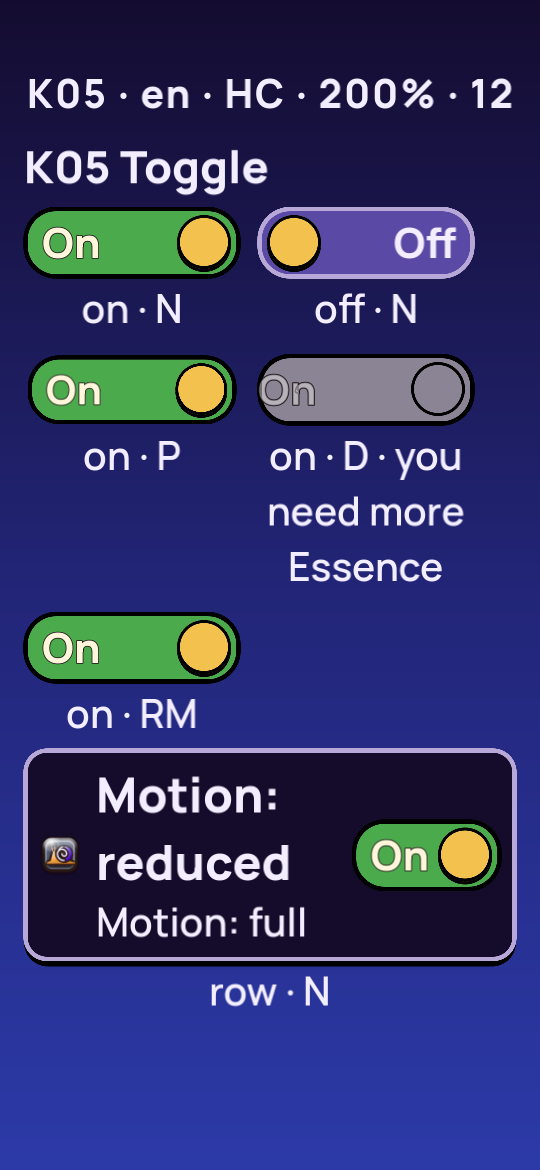 K05 · en · HC · 200% · 12
K05 Toggle
On
Off
on · N
off · N
On
On
on · P
on · D · you
need more
Essence
On
on · RM
Motion:
reduced
Motion: full
On
row · N